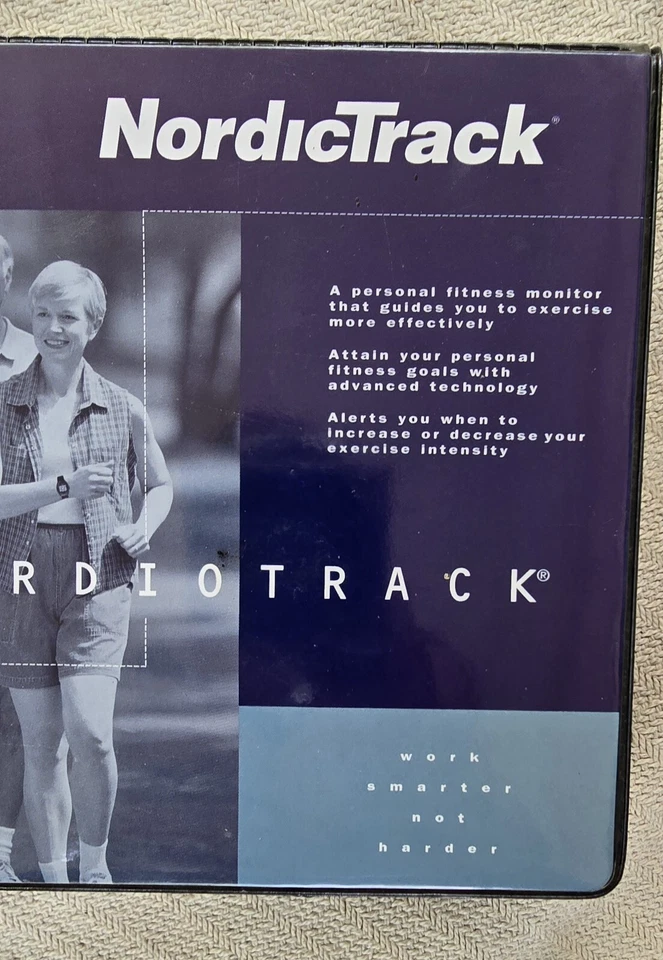 NordicTrack®
A personal fitness monitor
that guides you to exercise
more effectively
Attain your personal
fitness goals with
advanced technology
Alerts you when to
increase or decrease your
exercise intensity
RDIOTRACK®
work
smarter
not
harder